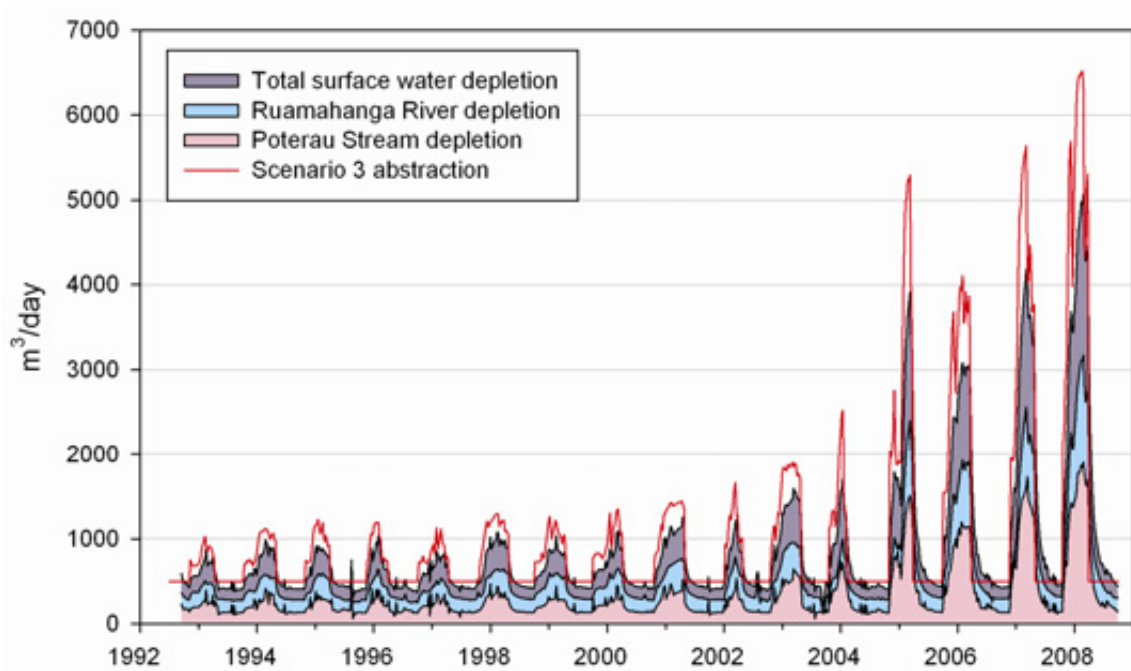 7000
6000
5000
4000
3000
2000
1000
0
m³/day
Total surface water depletion
Ruamahanga River depletion
Poterau Stream depletion
Scenario 3 abstraction
1992 1994 1996 1998 2000 2002 2004 2006 2008